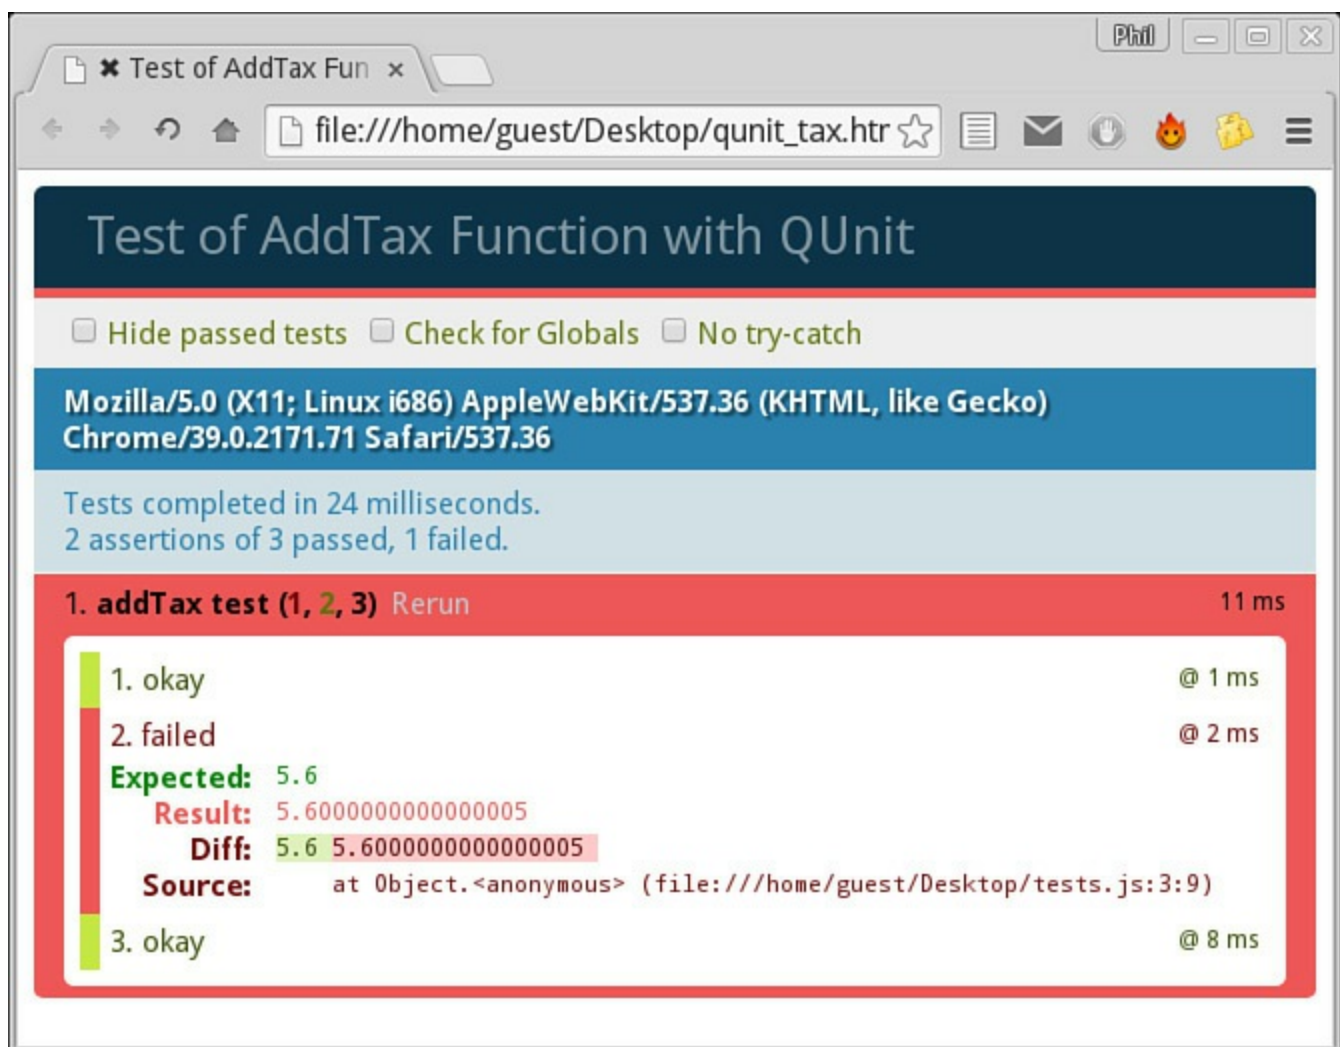 Phil
✖ Test of AddTax Fun ×
file:///home/guest/Desktop/qunit_tax.htr
Test of AddTax Function with QUnit
Hide passed tests Check for Globals No try-catch
Mozilla/5.0 (X11; Linux i686) AppleWebKit/537.36 (KHTML, like Gecko)
Chrome/39.0.2171.71 Safari/537.36
Tests completed in 24 milliseconds.
2 assertions of 3 passed, 1 failed.
1. addTax test (1, 2, 3) Rerun 11 ms
1. okay @ 1 ms
2. failed @ 2 ms
Expected: 5.6
Result: 5.6000000000000005
Diff: 5.6 5.6000000000000005
Source: at Object.<anonymous> (file:///home/guest/Desktop/tests.js:3:9)
3. okay @ 8 ms